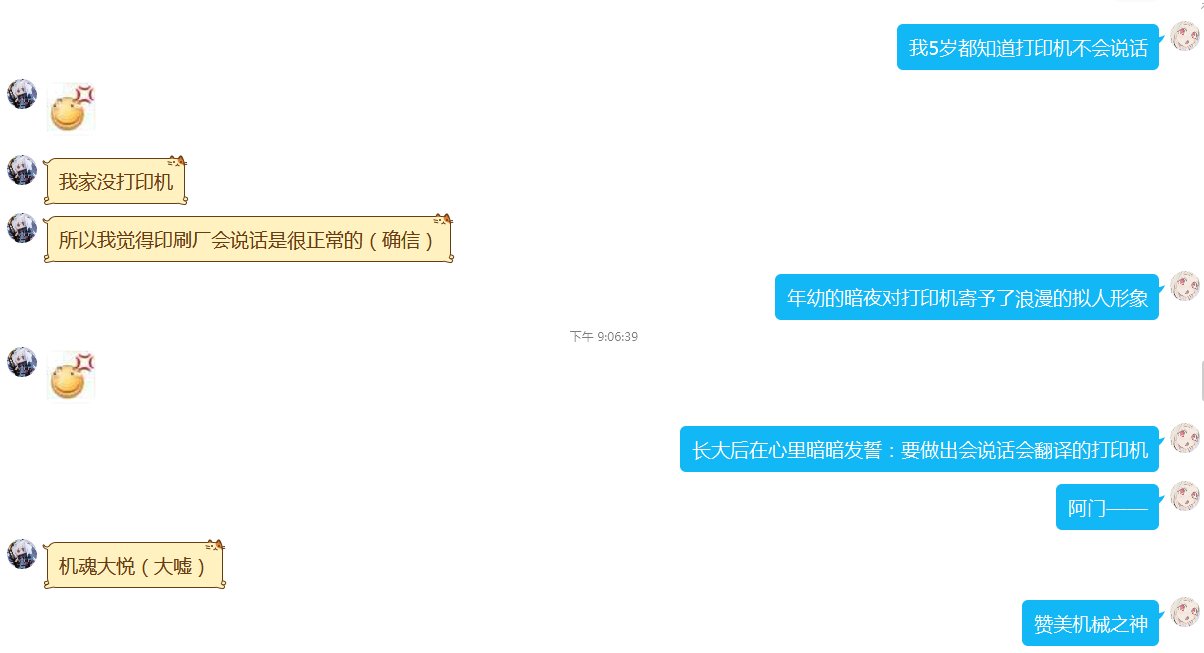 我5岁都知道打印机不会说话
我家没打印机
所以我觉得印刷厂会说话是很正常的（确信）
年幼的暗夜对打印机寄予了浪漫的拟人形象
下午 9:06:39
长大后在心里暗暗发誓：要做出会说话会翻译的打印机
阿门——
机魂大悦（大嘘）
赞美机械之神